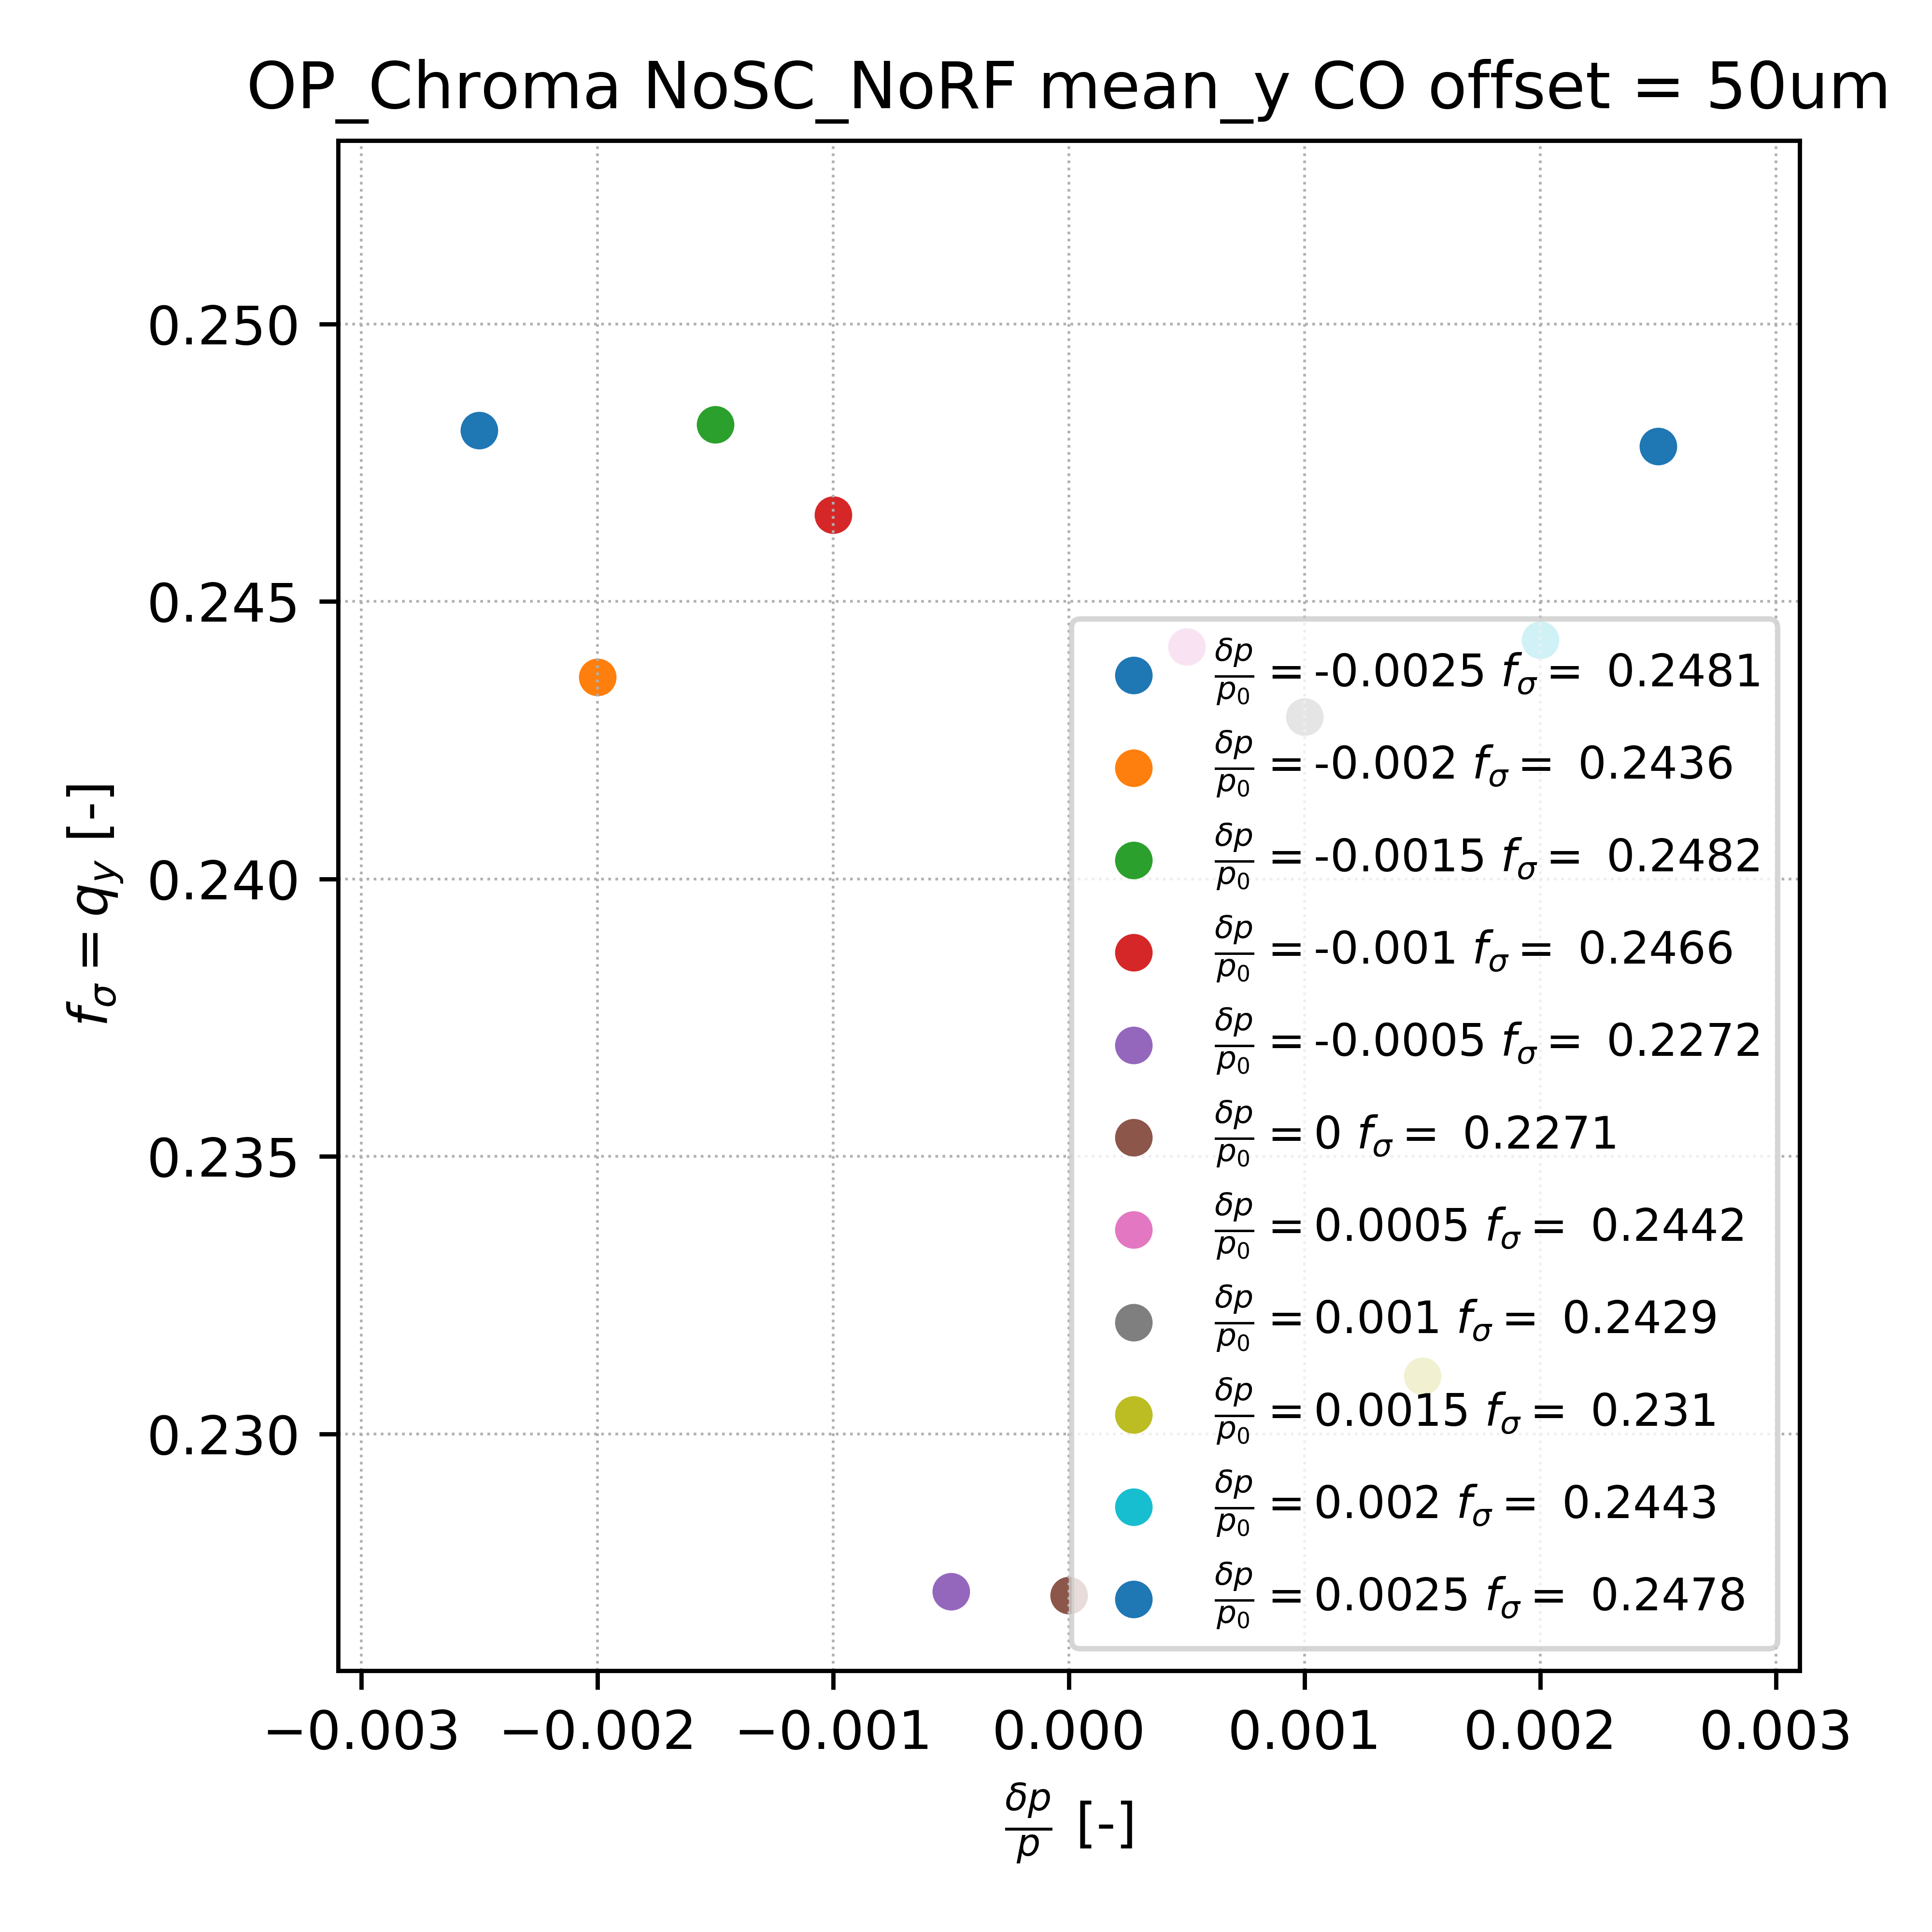 OP_Chroma NoSC_NoRF mean_y CO offset = 50um
f_σ = q_y [-]
0.250
0.245
0.240
0.235
0.230
δp/p₀ = -0.0025 f_σ = 0.2481
δp/p₀ = -0.002 f_σ = 0.2436
δp/p₀ = -0.0015 f_σ = 0.2482
δp/p₀ = -0.001 f_σ = 0.2466
δp/p₀ = -0.0005 f_σ = 0.2272
δp/p₀ = 0 f_σ = 0.2271
δp/p₀ = 0.0005 f_σ = 0.2442
δp/p₀ = 0.001 f_σ = 0.2429
δp/p₀ = 0.0015 f_σ = 0.231
δp/p₀ = 0.002 f_σ = 0.2443
δp/p₀ = 0.0025 f_σ = 0.2478
−0.003 −0.002 −0.001 0.000 0.001 0.002 0.003
δp/p [-]